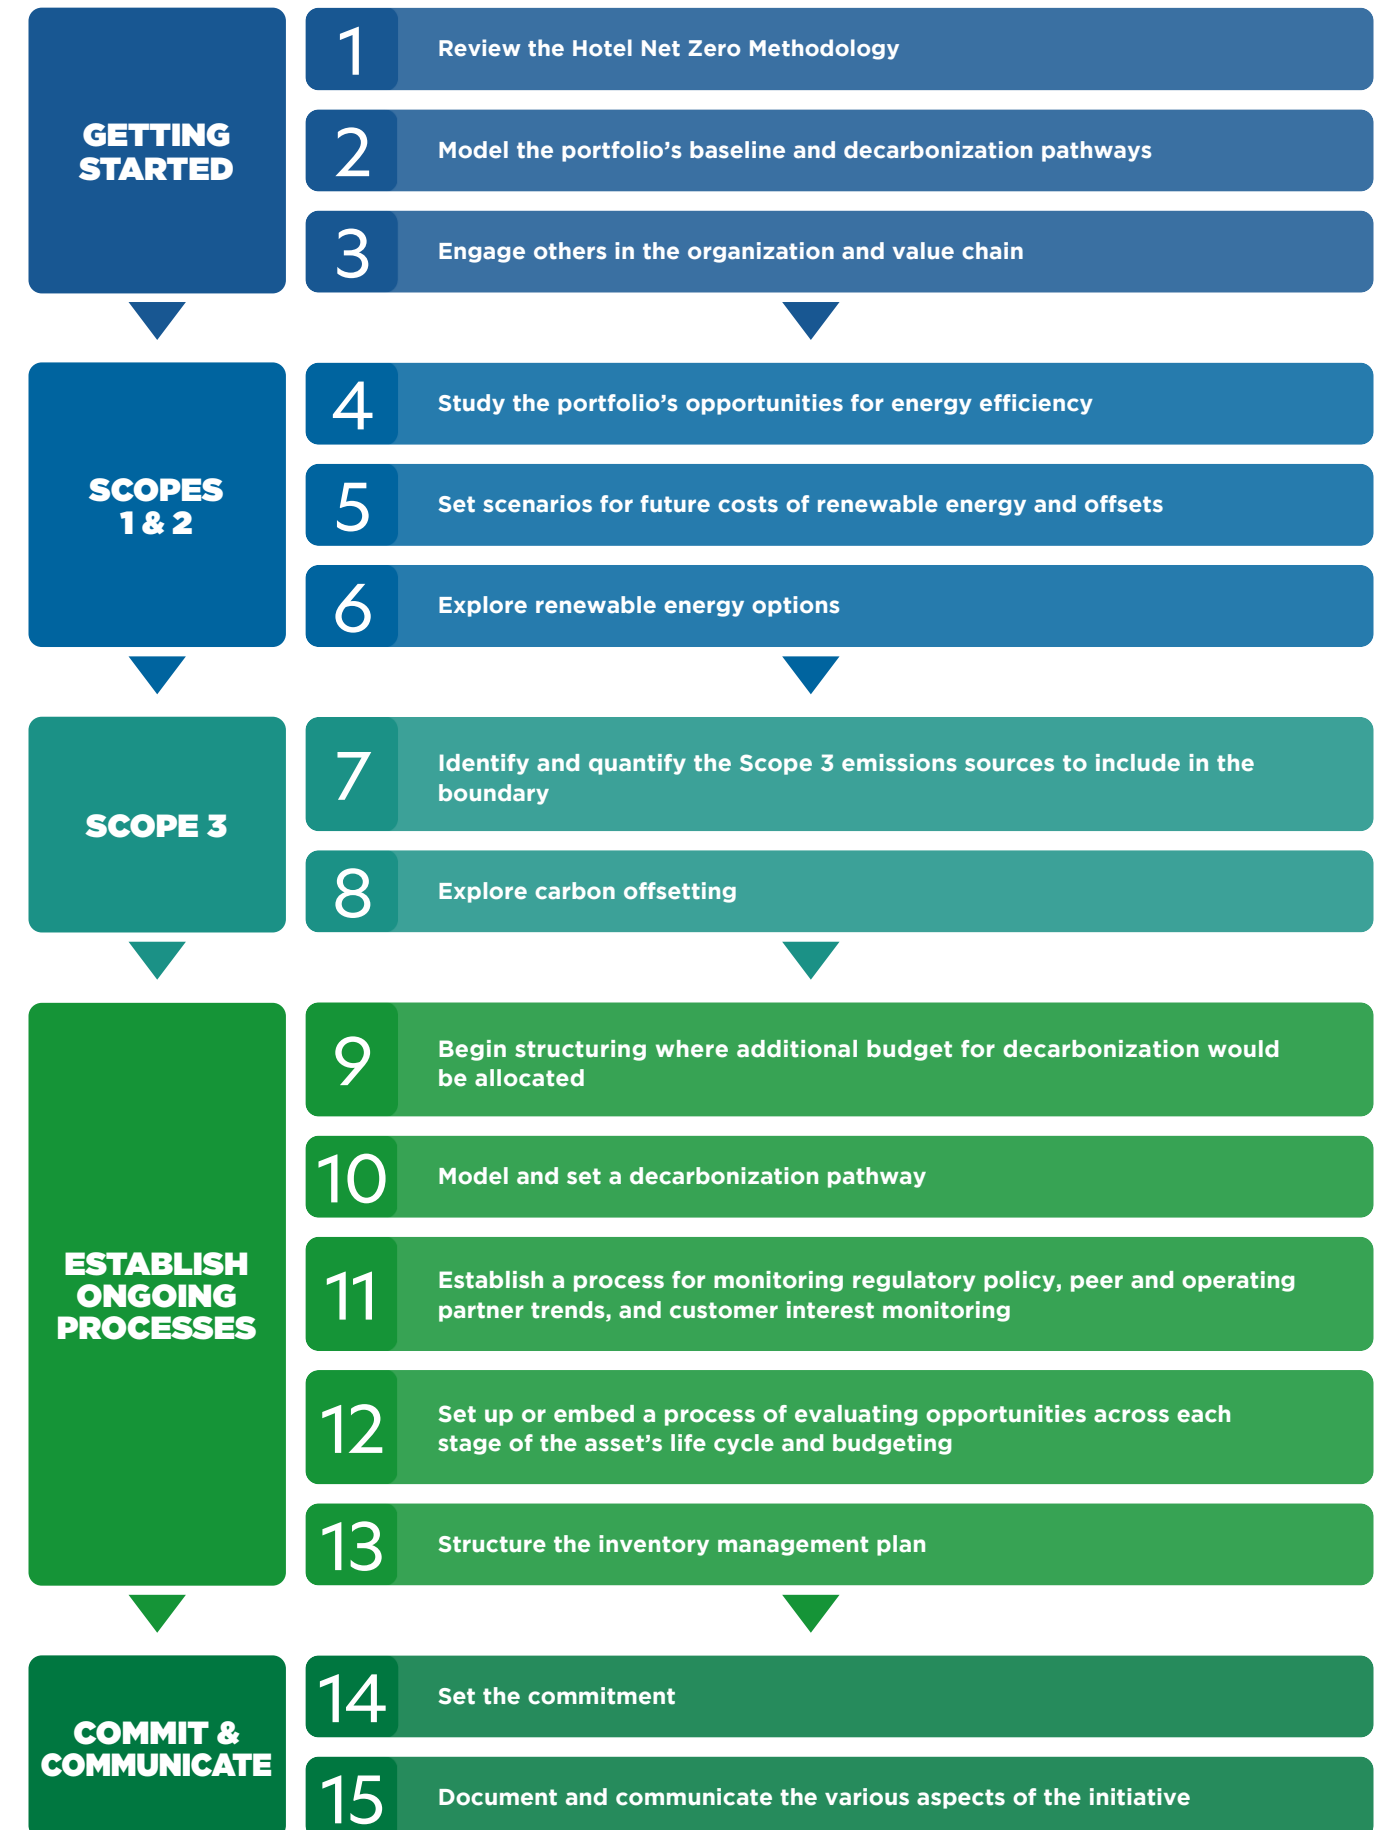 GETTING
STARTED
1
Review the Hotel Net Zero Methodology
2
Model the portfolio’s baseline and decarbonization pathways
3
Engage others in the organization and value chain
SCOPES
1 & 2
4
Study the portfolio’s opportunities for energy efficiency
5
Set scenarios for future costs of renewable energy and offsets
6
Explore renewable energy options
SCOPE 3
7
Identify and quantify the Scope 3 emissions sources to include in the
boundary
8
Explore carbon offsetting
ESTABLISH
ONGOING
PROCESSES
9
Begin structuring where additional budget for decarbonization would
be allocated
10
Model and set a decarbonization pathway
11
Establish a process for monitoring regulatory policy, peer and operating
partner trends, and customer interest monitoring
12
Set up or embed a process of evaluating opportunities across each
stage of the asset’s life cycle and budgeting
13
Structure the inventory management plan
COMMIT &
COMMUNICATE
14
Set the commitment
15
Document and communicate the various aspects of the initiative